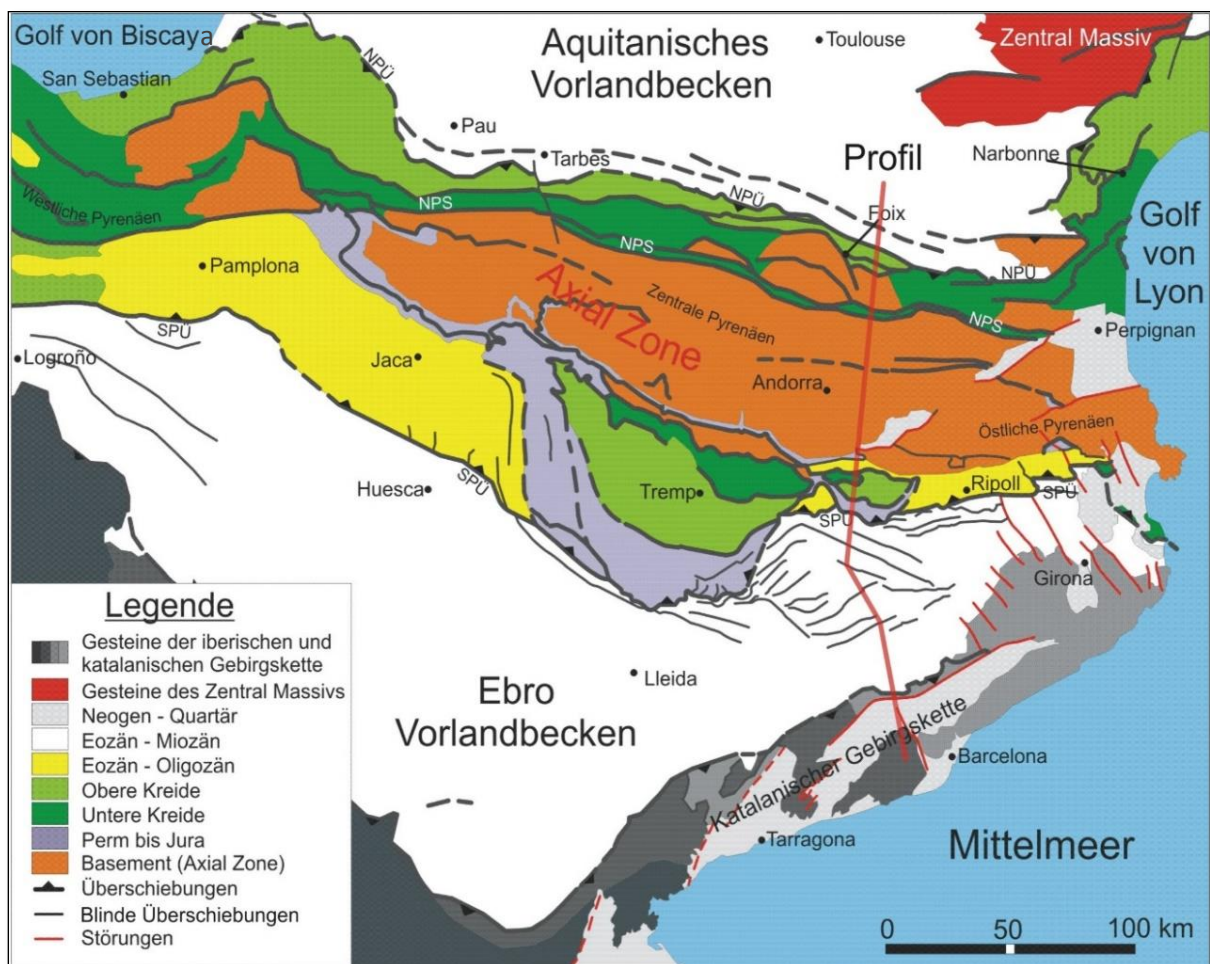 Golf von Biscaya
San Sebastian
NPÜ
Aquitanisches
Vorlandbecken
Toulouse
Zentral Massiv
Pau
Tarbes
Profil
Narbonne
NPÜ
Foix
Golf
von
Lyon
Westliche Pyrenäen
NPS
NPS
NPÜ
NPS
Perpignan
Pamplona
Axial Zone
Zentrale Pyrenäen
SPÜ
Logroño
Jaca
Andorra
Östliche Pyrenäen
Huesca
SPÜ
Tremp
SPÜ
Ripoll
SPÜ
Girona
Lleida
Ebro
Vorlandbecken
Katalanischer Gebirgskette
Barcelona
Tarragona
Mittelmeer
Legende
Gesteine der iberischen und
katalanischen Gebirgskette
Gesteine des Zentral Massivs
Neogen - Quartär
Eozän - Miozän
Eozän - Oligozän
Obere Kreide
Untere Kreide
Perm bis Jura
Basement (Axial Zone)
Überschiebungen
Blinde Überschiebungen
Störungen
0 50 100 km